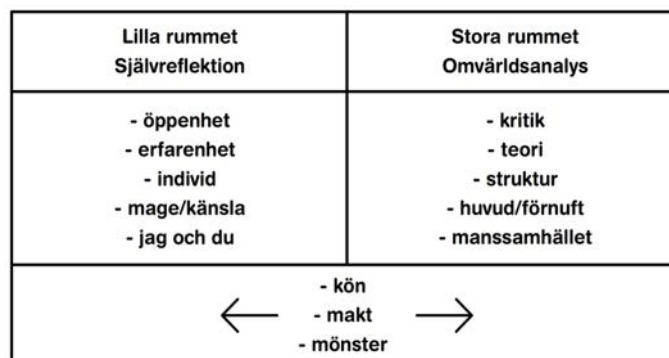 Lilla rummet
Självreflektion
Stora rummet
Omvärldsanalys
- öppenhet
- erfarenhet
- individ
- mage/känsla
- jag och du
- kritik
- teori
- struktur
- huvud/förnuft
- manssamhället
- kön
- makt
- mönster